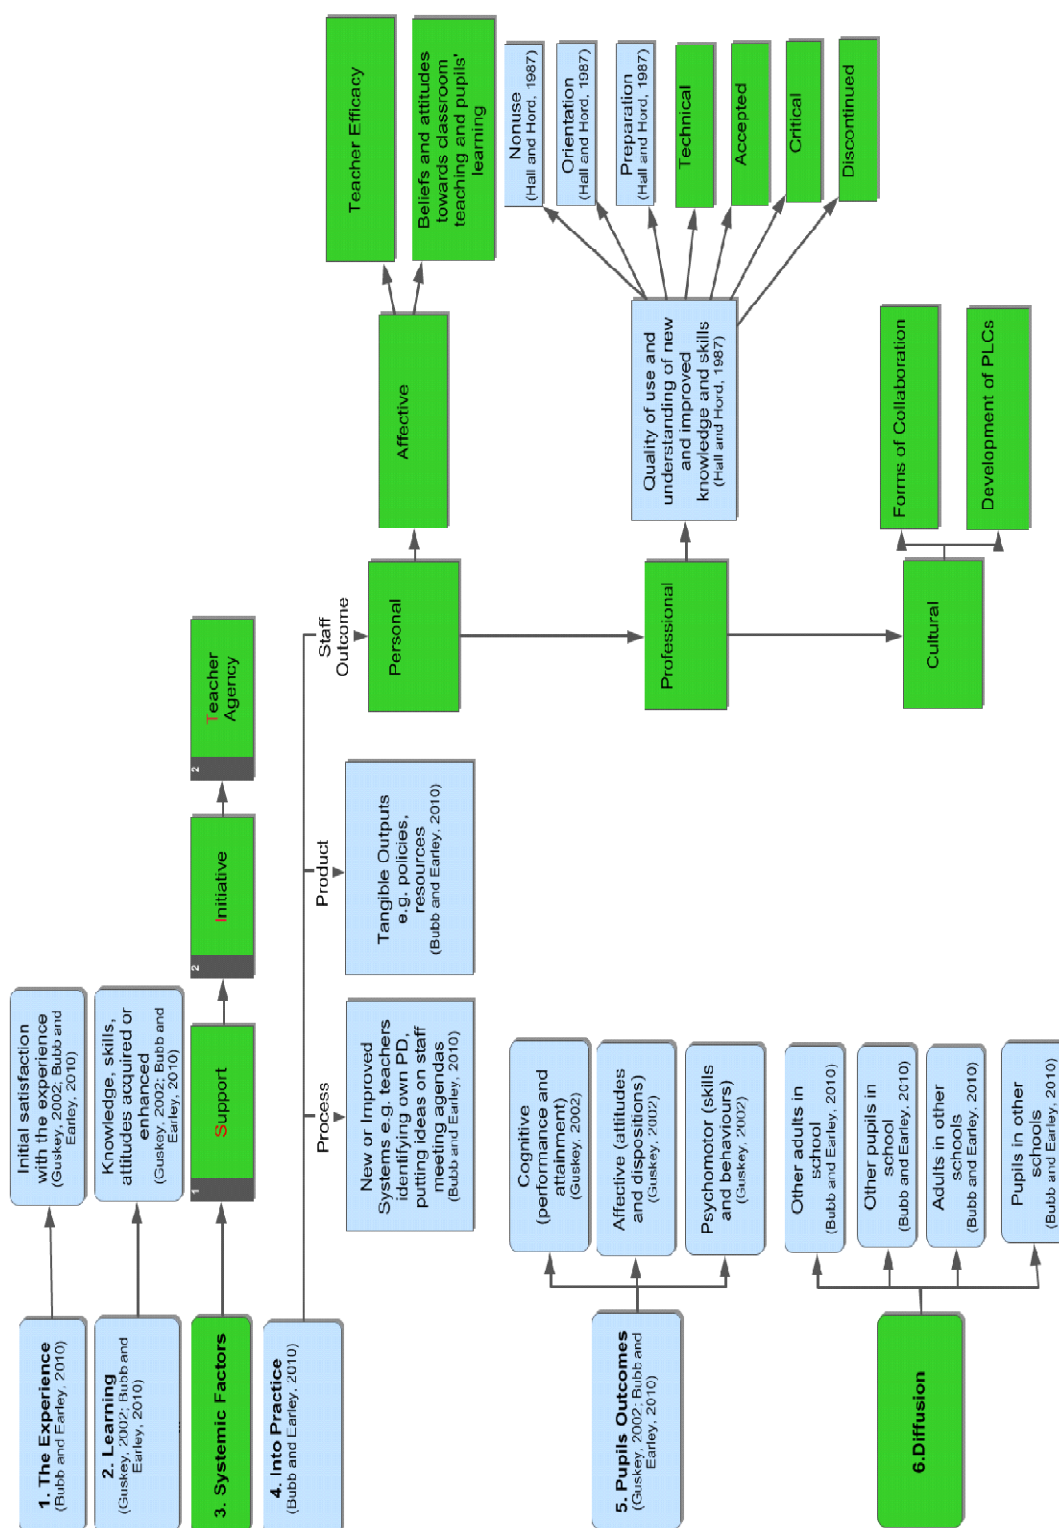 1. The Experience
(Bubb and Earley, 2010)
Initial satisfaction
with the experience
(Guskey, 2002; Bubb and
Earley, 2010)
2. Learning
(Guskey, 2002; Bubb and
Earley, 2010)
...
Knowledge, skills,
attitudes acquired or
enhanced
(Guskey, 2002; Bubb and
Earley, 2010)
3. Systemic Factors
1
Support
2
Initiative
2
Teacher
Agency
4. Into Practice
(Bubb and Earley, 2010)
Process
New or Improved
Systems e.g., teachers
identifying own PD,
putting ideas on staff
meeting agendas
(Bubb and Earley, 2010)
Product
Tangible Outputs
e.g. policies,
resources
(Bubb and Earley, 2010)
Staff
Outcome
Personal
Affective
Teacher Efficacy
Beliefs and attitudes
towards classroom
teaching and pupils'
learning
Professional
Quality of use and
understanding of new
and improved
knowledge and skills
(Hall and Hord, 1987)
Nonuse
(Hall and Hord, 1987)
Orientation
(Hall and Hord, 1987)
Preparation
(Hall and Hord, 1987)
Technical
Accepted
Critical
Discontinued
Cultural
Forms of Collaboration
Development of PLCs
5. Pupils Outcomes
(Guskey, 2002; Bubb and
Earley, 2010)
Cognitive
(performance and
attainment)
(Guskey, 2002)
Affective (attitudes
and dispositions)
(Guskey, 2002)
Psychomotor (skills
and behaviours)
(Guskey, 2002)
6.Diffusion
Other adults in
school
(Bubb and Earley, 2010)
Other pupils in
school
(Bubb and Earley, 2010)
Adults in other
schools
(Bubb and Earley, 2010)
Pupils in other
schools
(Bubb and Earley, 2010)